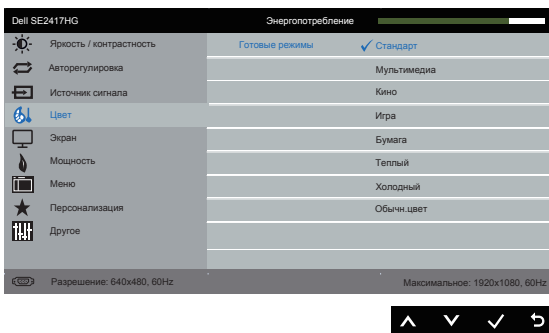 Dell SE2417HG Энергопотребление
Яркость / контрастность Готовые режимы Стандарт
Авторегулировка Мультимедиа
Источник сигнала Кино
Цвет Игра
Экран Бумага
Мощность Теплый
Меню Холодный
Персонализация Обычн.цвет
Другое
Разрешение: 640x480, 60Hz Максимальное: 1920x1080, 60Hz